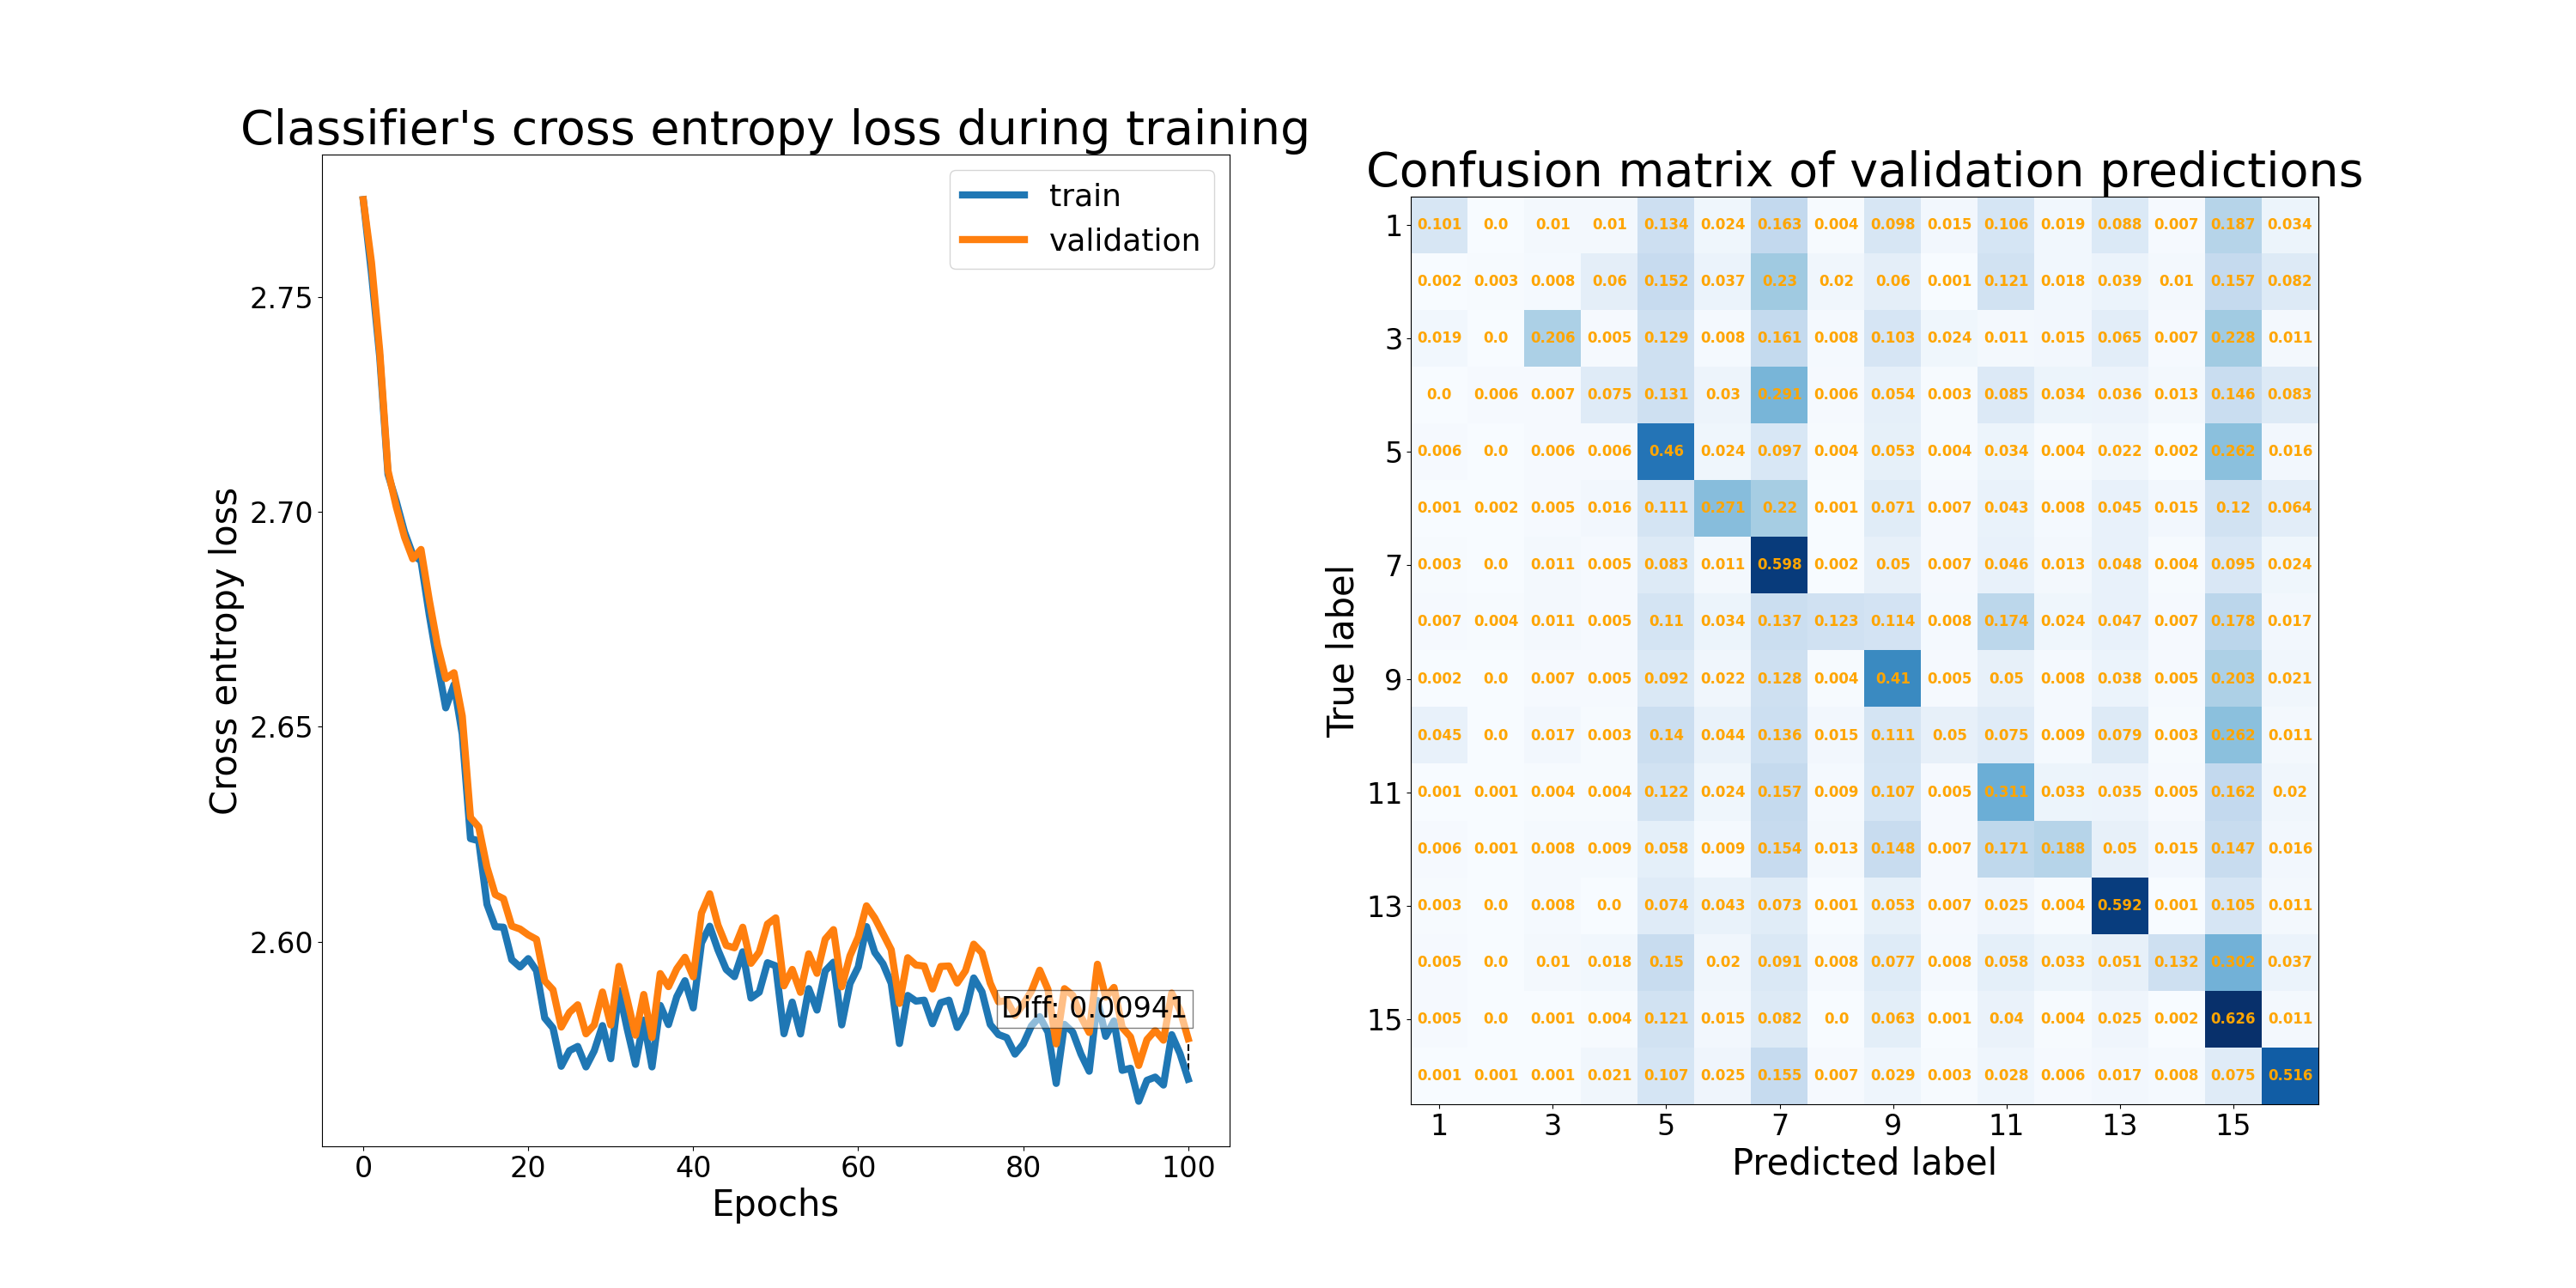 Classifier's cross entropy loss during training
train
validation
2.75
2.70
2.65
2.60
Cross entropy loss
Diff: 0.00941
0 20 40 60 80 100
Epochs
Confusion matrix of validation predictions
True label
1 0.101 0.0 0.01 0.01 0.134 0.024 0.163 0.004 0.098 0.015 0.106 0.019 0.088 0.007 0.187 0.034
0.002 0.003 0.008 0.06 0.152 0.037 0.23 0.02 0.06 0.001 0.121 0.018 0.039 0.01 0.157 0.082
3 0.019 0.0 0.206 0.005 0.129 0.008 0.161 0.008 0.103 0.024 0.011 0.015 0.065 0.007 0.228 0.011
0.0 0.006 0.007 0.075 0.131 0.03 0.291 0.006 0.054 0.003 0.085 0.034 0.036 0.013 0.146 0.083
5 0.006 0.0 0.006 0.006 0.46 0.024 0.097 0.004 0.053 0.004 0.034 0.004 0.022 0.002 0.262 0.016
0.001 0.002 0.005 0.016 0.111 0.271 0.22 0.001 0.071 0.007 0.043 0.008 0.045 0.015 0.12 0.064
7 0.003 0.0 0.011 0.005 0.083 0.011 0.598 0.002 0.05 0.007 0.046 0.013 0.048 0.004 0.095 0.024
0.007 0.004 0.011 0.005 0.11 0.034 0.137 0.123 0.114 0.008 0.174 0.024 0.047 0.007 0.178 0.017
9 0.002 0.0 0.007 0.005 0.092 0.022 0.128 0.004 0.41 0.005 0.05 0.008 0.038 0.005 0.203 0.021
0.045 0.0 0.017 0.003 0.14 0.044 0.136 0.015 0.111 0.05 0.075 0.009 0.079 0.003 0.262 0.011
11 0.001 0.001 0.004 0.004 0.122 0.024 0.157 0.009 0.107 0.005 0.311 0.033 0.035 0.005 0.162 0.02
0.006 0.001 0.008 0.009 0.058 0.009 0.154 0.013 0.148 0.007 0.171 0.188 0.05 0.015 0.147 0.016
13 0.003 0.0 0.008 0.0 0.074 0.043 0.073 0.001 0.053 0.007 0.025 0.004 0.592 0.001 0.105 0.011
0.005 0.0 0.01 0.018 0.15 0.02 0.091 0.008 0.077 0.008 0.058 0.033 0.051 0.132 0.302 0.037
15 0.005 0.0 0.001 0.004 0.121 0.015 0.082 0.0 0.063 0.001 0.04 0.004 0.025 0.002 0.626 0.011
0.001 0.001 0.001 0.021 0.107 0.025 0.155 0.007 0.029 0.003 0.028 0.006 0.017 0.008 0.075 0.516
1 3 5 7 9 11 13 15
Predicted label